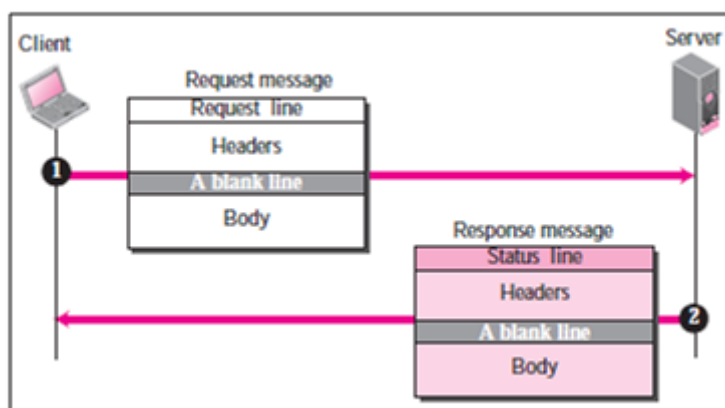 Client
Server
Request message
Request line
Headers
A blank line
Body
1
Response message
Status line
Headers
A blank line
Body
2